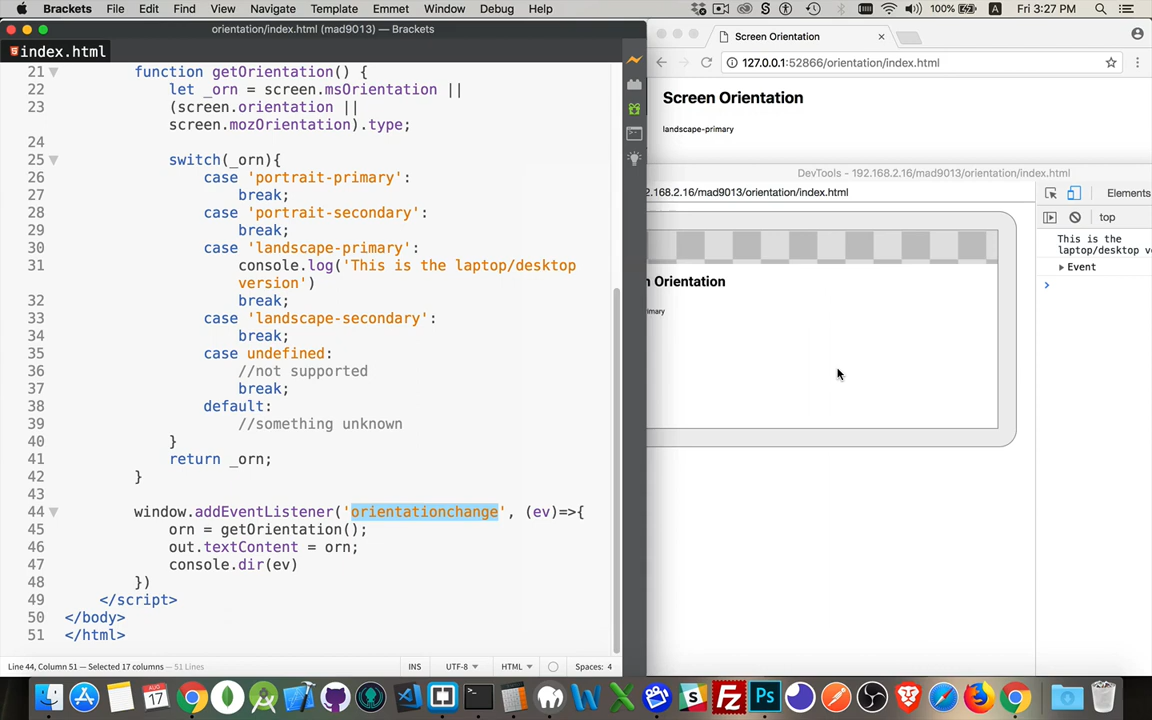 Brackets File Edit Find View Navigate Template Emmet Window Debug Help 100% A Fri 3:27 PM
orientation/index.html (mad9013) — Brackets
index.html
21 function getOrientation() {
22 let _orn = screen.msOrientation ||
23 (screen.orientation ||
screen.mozOrientation).type;
24
25 switch(_orn){
26 case 'portrait-primary':
27 break;
28 case 'portrait-secondary':
29 break;
30 case 'landscape-primary':
31 console.log('This is the laptop/desktop
version')
32 break;
33 case 'landscape-secondary':
34 break;
35 case undefined:
36 //not supported
37 break;
38 default:
39 //something unknown
40 }
41 return _orn;
42 }
43
44 window.addEventListener('orientationchange', (ev)=>{
45 orn = getOrientation();
46 out.textContent = orn;
47 console.dir(ev)
48 })
49 </script>
50 </body>
51 </html>
Line 44, Column 51 — Selected 17 columns — 51 Lines
INS UTF-8 HTML Spaces: 4
Screen Orientation
127.0.0.1:52866/orientation/index.html
Screen Orientation
landscape-primary
DevTools - 192.168.2.16/mad9013/orientation/index.html
2.168.2.16/mad9013/orientation/index.html
Elements
top
This is the
laptop/desktop ve
Event
n Orientation
imary
AUG
17